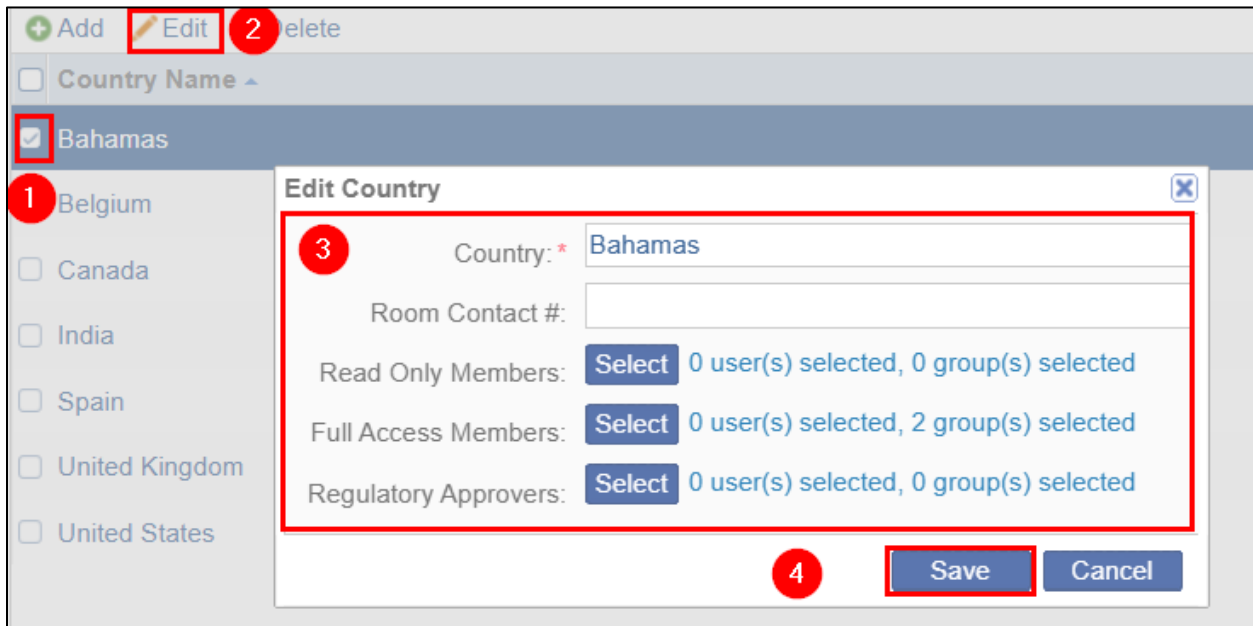 Add Edit 2 elete
Country Name
Bahamas
1 Belgium
Canada
India
Spain
United Kingdom
United States
Edit Country
3
Country: * Bahamas
Room Contact #:
Read Only Members: Select 0 user(s) selected, 0 group(s) selected
Full Access Members: Select 0 user(s) selected, 2 group(s) selected
Regulatory Approvers: Select 0 user(s) selected, 0 group(s) selected
4 Save Cancel